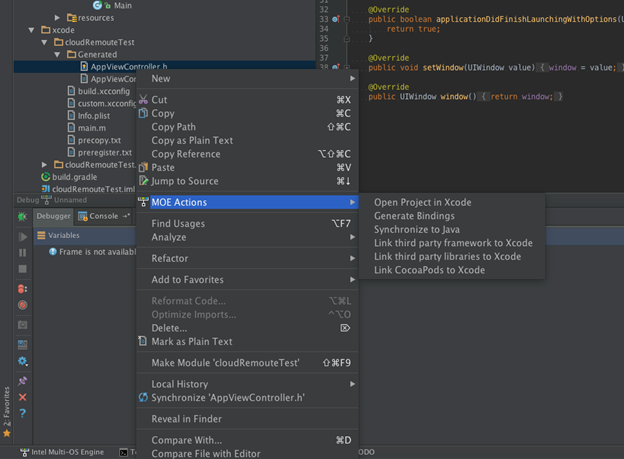 Main
resources
xcode
cloudRemouteTest
Generated
AppViewController.h
AppViewCon
build.xcconfig
custom.xcconfig
Info.plist
main.m
precopy.txt
preregister.txt
cloudRemouteTest.
build.gradle
cloudRemouteTest.iml
32
@Override
33
public boolean applicationDidFinishLaunchingWithOptions(U
34
return true;
35
}
@Override
38
public void setWindow(UIWindow value) { window = value; }
@Override
public UIWindow window() { return window; }
New
Cut ⌘X
Copy ⌘C
Copy Path ⇧⌘C
Copy as Plain Text
Copy Reference ⌥⇧⌘C
Paste ⌘V
Jump to Source ⌘↓
MOE Actions
Find Usages ⌥F7
Analyze
Refactor
Add to Favorites
Reformat Code... ⌥⌘L
Optimize Imports... ^⌥O
Delete... ⌦
Mark as Plain Text
Make Module 'cloudRemouteTest' ⇧⌘F9
Local History
Synchronize 'AppViewController.h'
Reveal in Finder
Compare With... ⌘D
Compare File with Editor
Open Project in Xcode
Generate Bindings
Synchronize to Java
Link third party framework to Xcode
Link third party libraries to Xcode
Link CocoaPods to Xcode
Debug Unnamed
Debugger Console
Variables
Frame is not availab
2: Favorites
Intel Multi-OS Engine
ODO